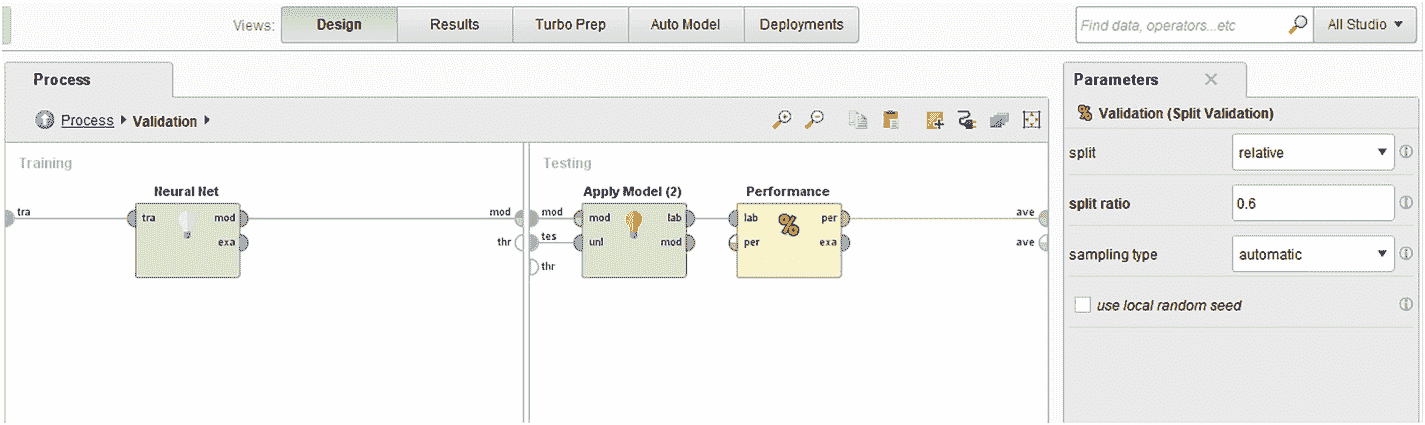 Views: Design Results Turbo Prep Auto Model Deployments Find data, operators...etc All Studio
Process
Parameters
Process Validation
Validation (Split Validation)
Training
Testing
split relative
Neural Net
Apply Model (2) Performance
split ratio 0.6
tra tra mod mod mod mod lab lab per ave
exa thr tes unl mod per exa ave
thr
sampling type automatic
use local random seed